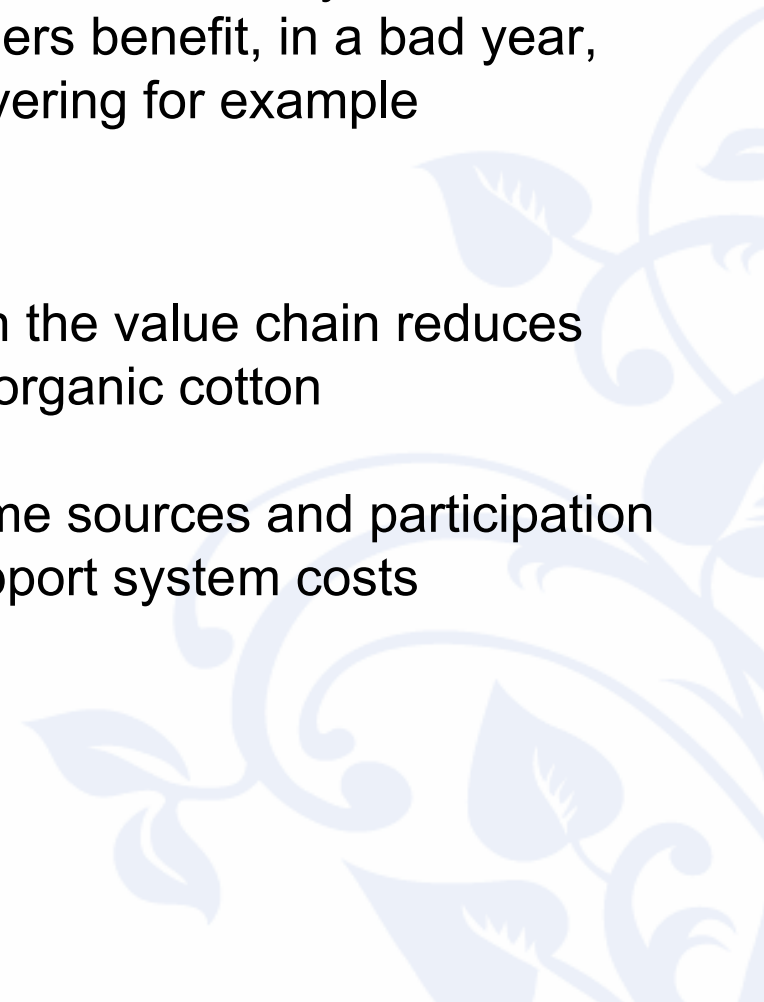 ers benefit, in a bad year,
vering for example
the value chain reduces
organic cotton
me sources and participation
pport system costs